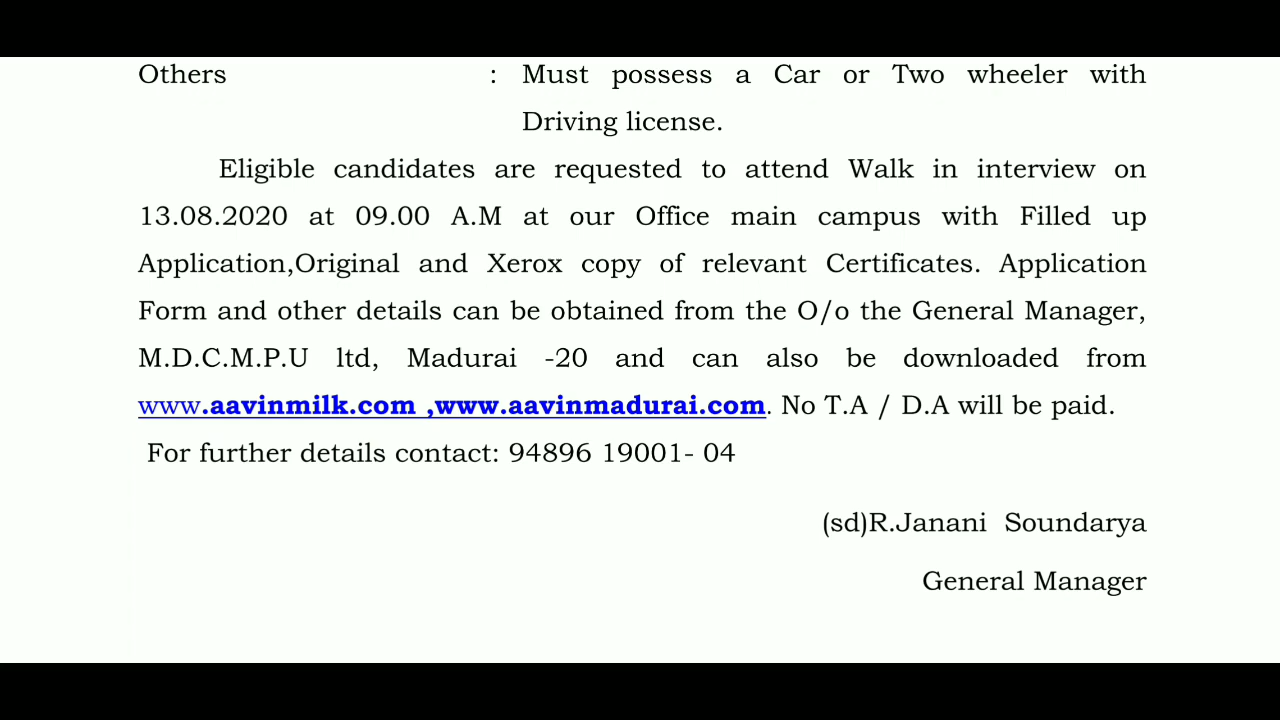 Others : Must possess a Car or Two wheeler with
Driving license.
Eligible candidates are requested to attend Walk in interview on
13.08.2020 at 09.00 A.M at our Office main campus with Filled up
Application,Original and Xerox copy of relevant Certificates. Application
Form and other details can be obtained from the O/o the General Manager,
M.D.C.M.P.U ltd, Madurai -20 and can also be downloaded from
www.aavinmilk.com ,www.aavinmadurai.com. No T.A / D.A will be paid.
For further details contact: 94896 19001- 04
(sd)R.Janani Soundarya
General Manager